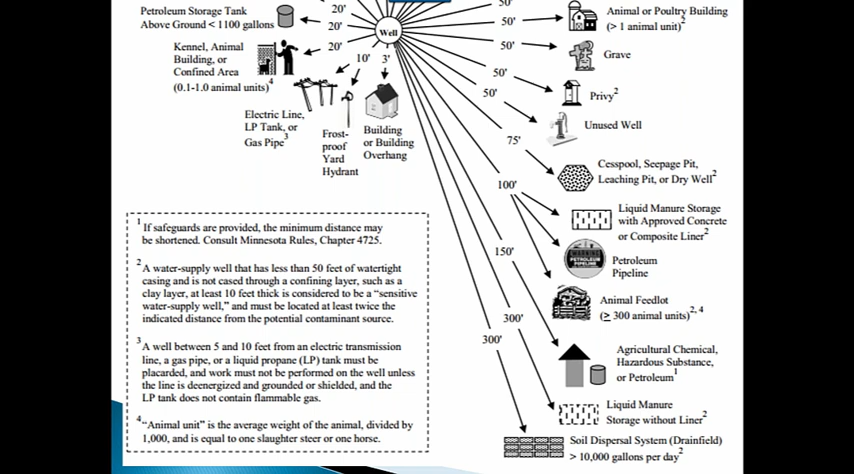 50'
20'
Petroleum Storage Tank
Above Ground < 1100 gallons
20'
Well
50'
Animal or Poultry Building
(> 1 animal unit)2
Kennel, Animal
Building, or
Confined Area
(0.1-1.0 animal units)4
20'
50'
Grave
10'
3'
50'
Privy2
50'
Unused Well
Electric Line,
LP Tank, or
Gas Pipe3
Frost-
proof
Yard
Hydrant
Building
or Building
Overhang
75'
Cesspool, Seepage Pit,
Leaching Pit, or Dry Well2
100'
Liquid Manure Storage
with Approved Concrete
or Composite Liner2
WARNING
PETROLEUM
PIPELINE
Petroleum
Pipeline
150'
Animal Feedlot
(≥ 300 animal units)2, 4
300'
300'
Agricultural Chemical,
Hazardous Substance,
or Petroleum1
Liquid Manure
Storage without Liner2
Soil Dispersal System (Drainfield)
> 10,000 gallons per day2
1 If safeguards are provided, the minimum distance may
be shortened. Consult Minnesota Rules, Chapter 4725.
2 A water-supply well that has less than 50 feet of watertight
casing and is not cased through a confining layer, such as a
clay layer, at least 10 feet thick is considered to be a “sensitive
water-supply well,” and must be located at least twice the
indicated distance from the potential contaminant source.
3 A well between 5 and 10 feet from an electric transmission
line, a gas pipe, or a liquid propane (LP) tank must be
placarded, and work must not be performed on the well unless
the line is deenergized and grounded or shielded, and the
LP tank does not contain flammable gas.
4 “Animal unit” is the average weight of the animal, divided by
1,000, and is equal to one slaughter steer or one horse.